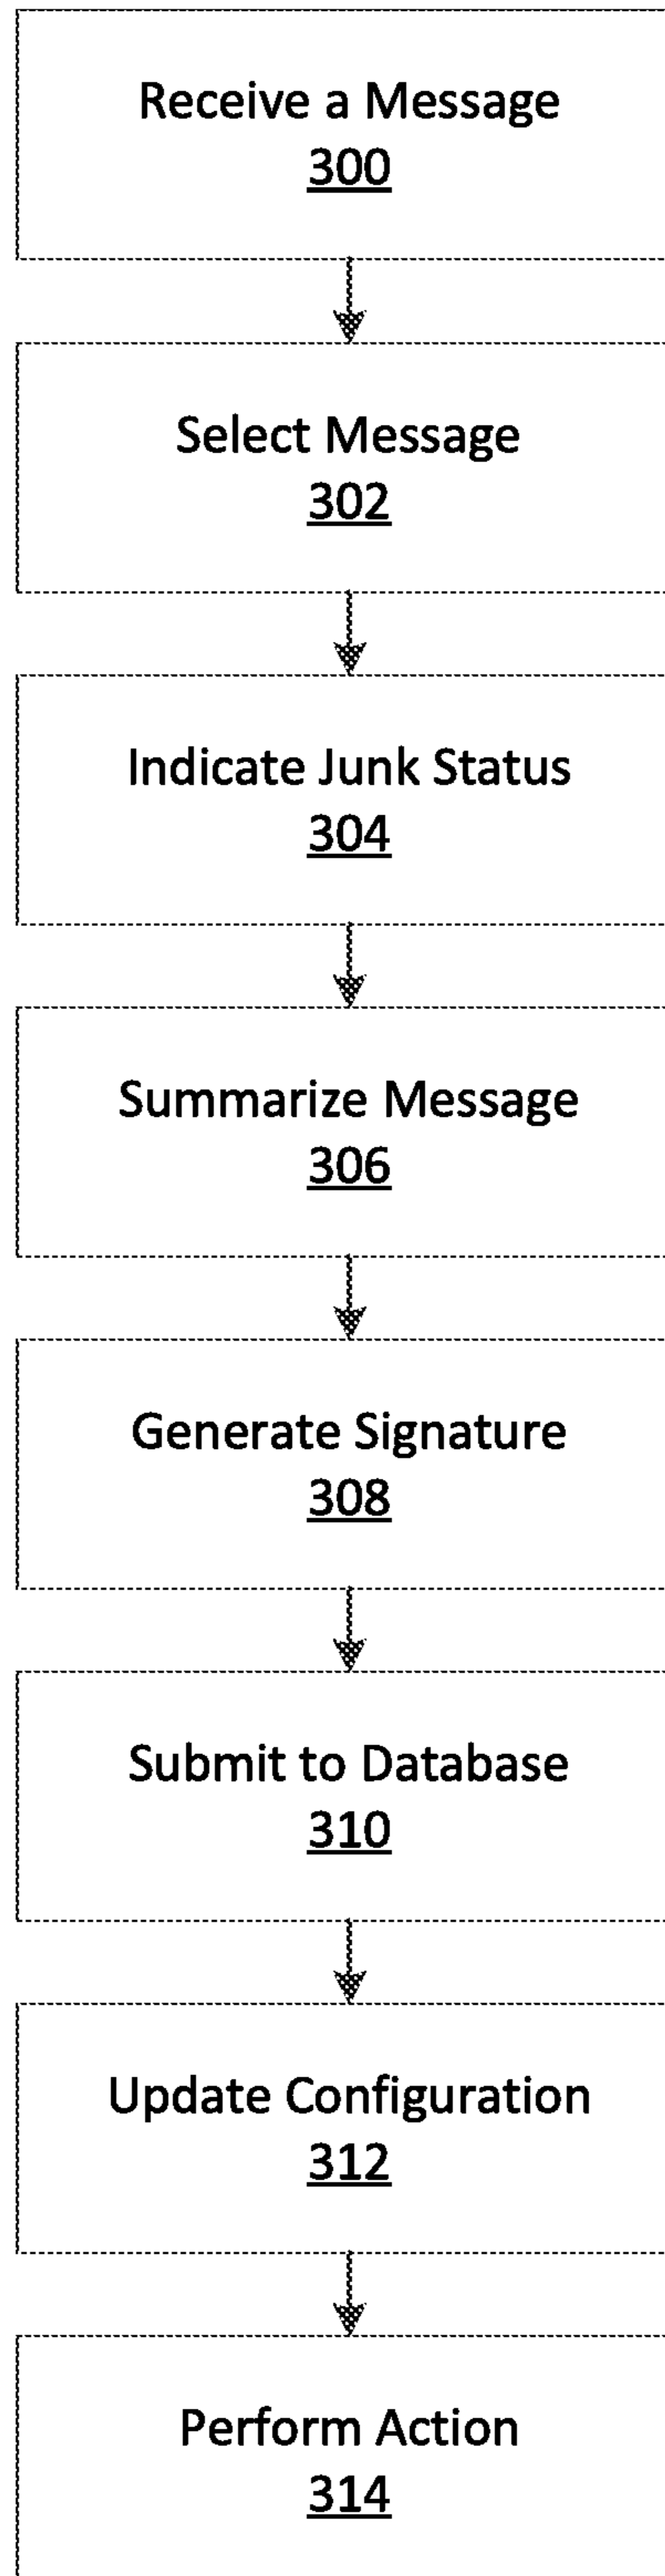 Receive a Message
300
Select Message
302
Indicate Junk Status
304
Summarize Message
306
Generate Signature
308
Submit to Database
310
Update Configuration
312
Perform Action
314